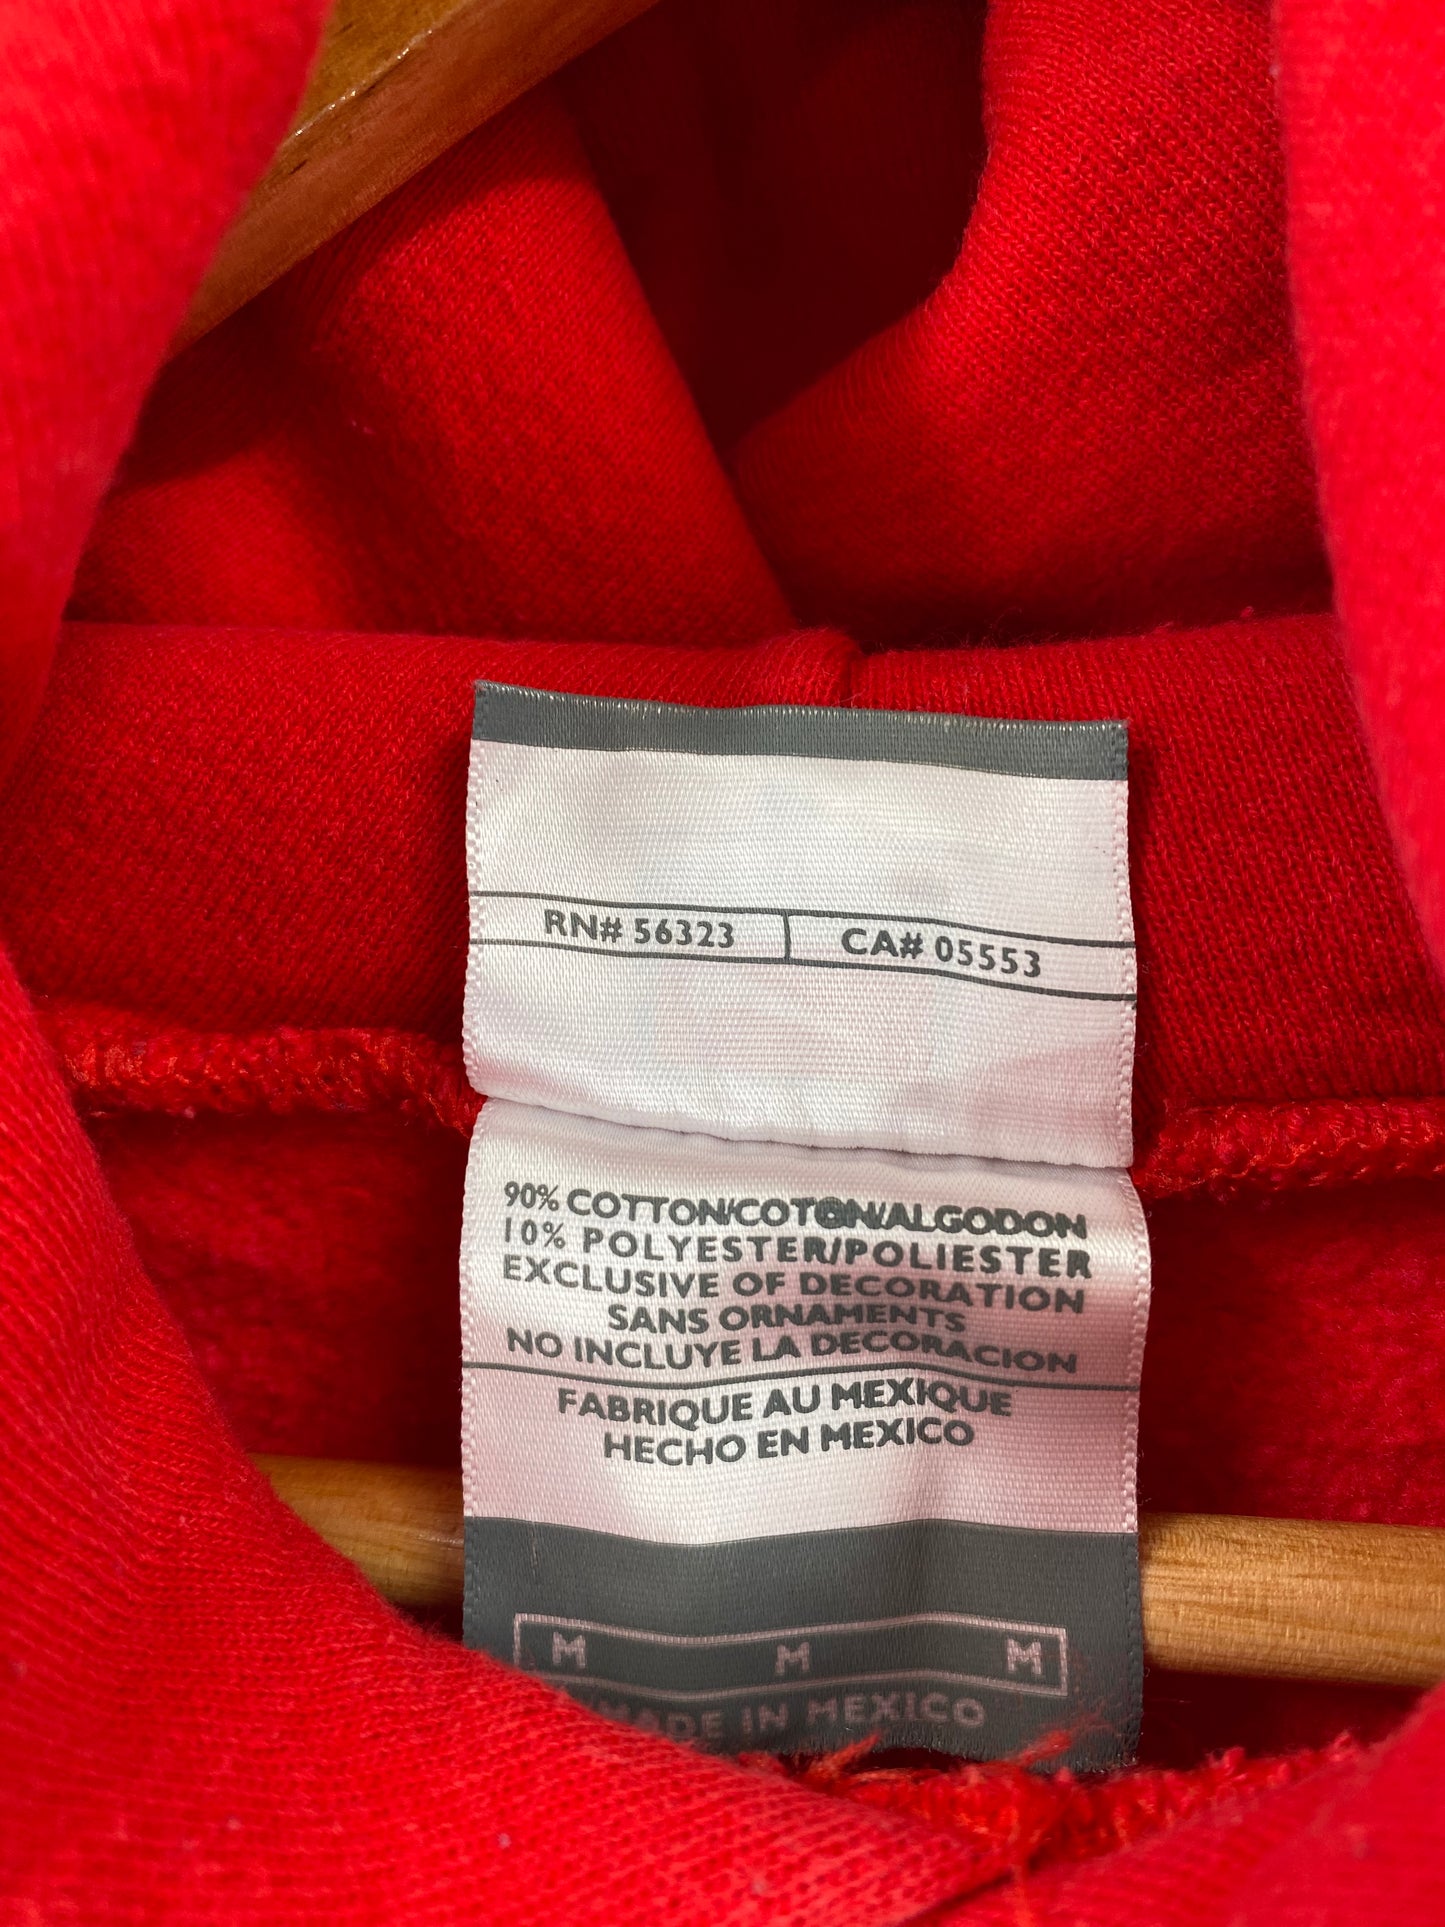 RN# 56323 CA# 05553
90% COTTON/COTON/ALGODON
10% POLYESTER/POLIESTER
EXCLUSIVE OF DECORATION
SANS ORNAMENTS
NO INCLUYE LA DECORACION
FABRIQUE AU MEXIQUE
HECHO EN MEXICO
M M M
MADE IN MEXICO